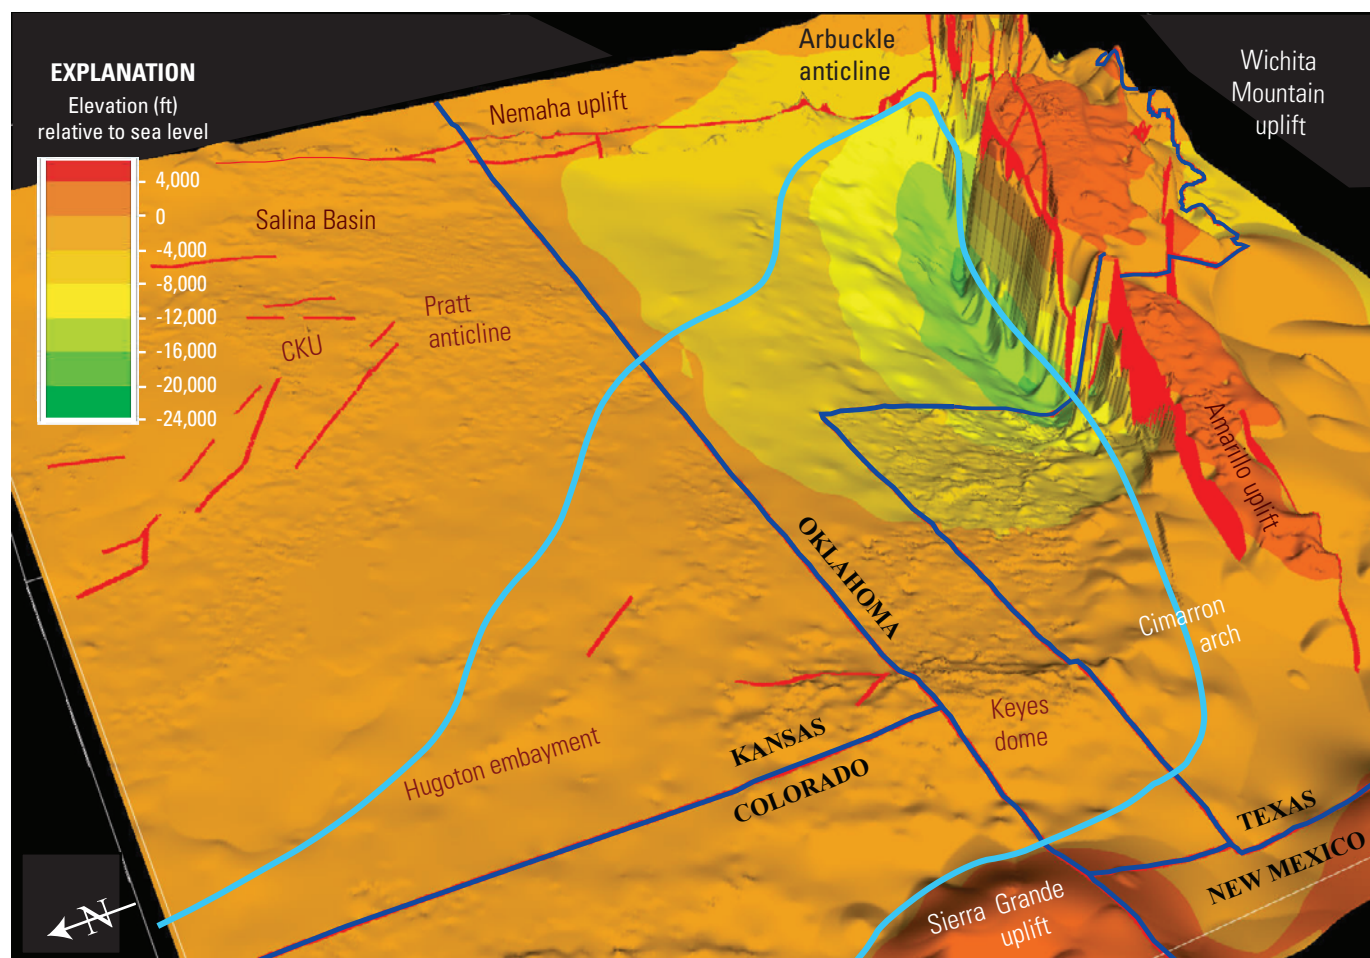 EXPLANATION
Elevation (ft)
relative to sea level
4,000
0
-4,000
-8,000
-12,000
-16,000
-20,000
-24,000
Arbuckle
anticline
Wichita
Mountain
uplift
Nemaha uplift
Salina Basin
Pratt
anticline
CKU
Amarillo uplift
OKLAHOMA
Cimarron
arch
Keyes
dome
Hugoton embayment
KANSAS
COLORADO
TEXAS
NEW MEXICO
Sierra Grande
uplift
N